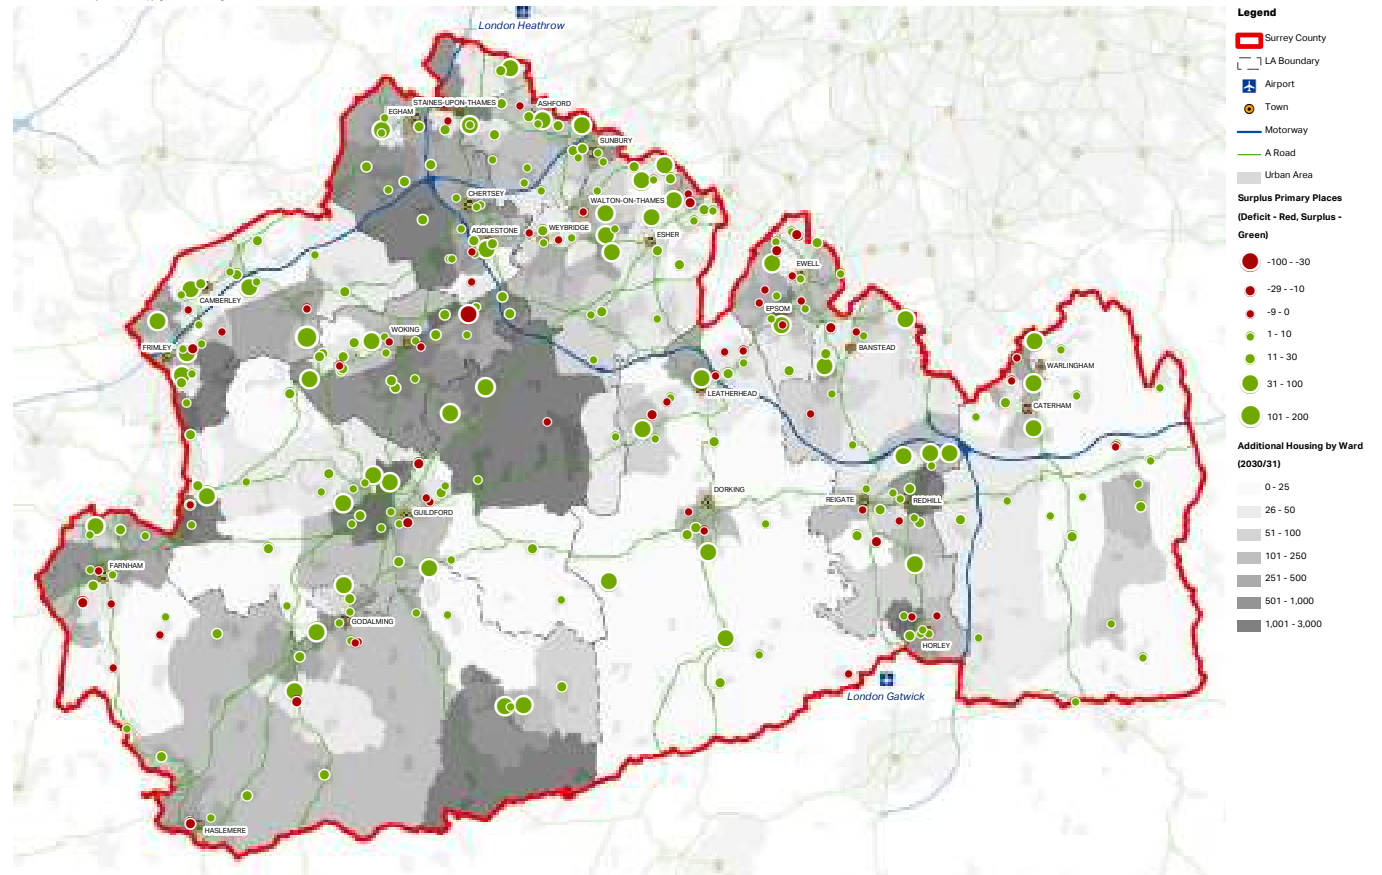 London Heathrow
STAINES-UPON-THAMES
ASHFORD
EGHAM
SUNBURY
CHERTSEY
WALTON-ON-THAMES
ADDLESTONE
WEYBRIDGE
ESHER
EWELL
CAMBERLEY
EPSOM
WOKING
FRIMLEY
BANSTEAD
WARLINGHAM
LEATHERHEAD
CATERHAM
DORKING
REIGATE
REDHILL
GUILDFORD
FARNHAM
GODALMING
HORLEY
London Gatwick
HASLEMERE
Legend
Surrey County
LA Boundary
Airport
Town
Motorway
A Road
Urban Area
Surplus Primary Places
(Deficit - Red, Surplus -
Green)
-100 - -30
-29 - -10
-9 - 0
1 - 10
11 - 30
31 - 100
101 - 200
Additional Housing by Ward
(2030/31)
0 - 25
26 - 50
51 - 100
101 - 250
251 - 500
501 - 1,000
1,001 - 3,000